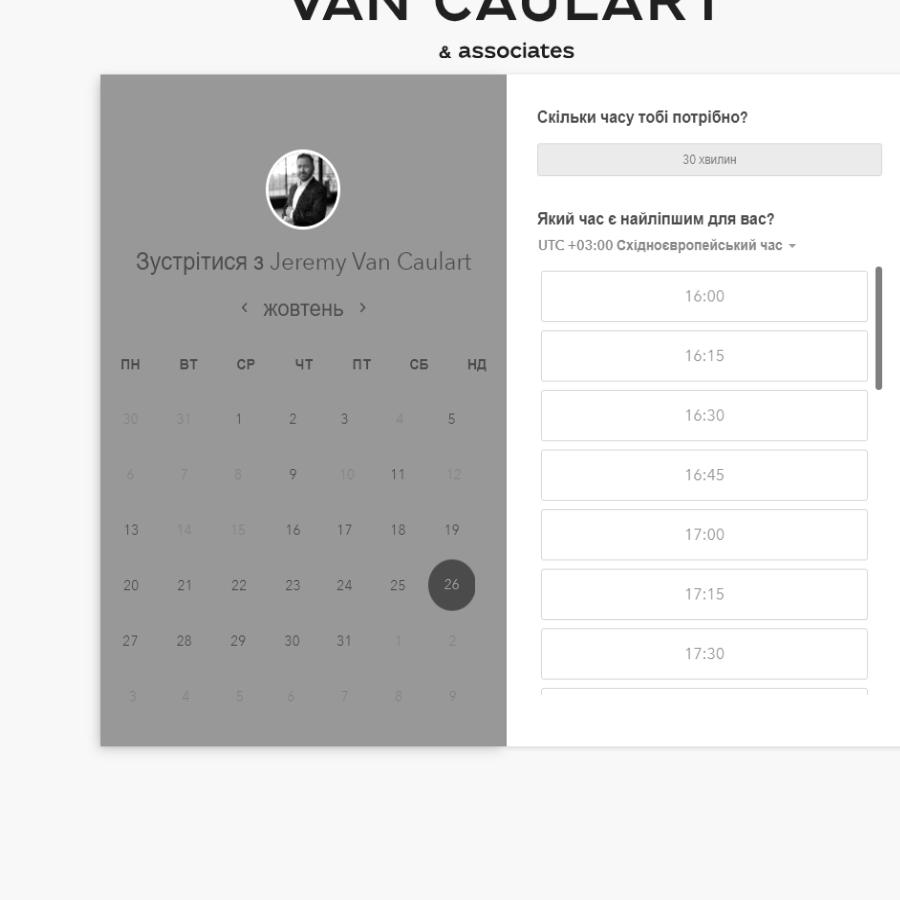 VAN CAULART
& associates
Зустрітися з Jeremy Van Caulart
‹ жовтень ›
ПН ВТ СР ЧТ ПТ СБ НД
30 31 1 2 3 4 5
6 7 8 9 10 11 12
13 14 15 16 17 18 19
20 21 22 23 24 25 26
27 28 29 30 31 1 2
3 4 5 6 7 8 9
Скільки часу тобі потрібно?
30 хвилин
Який час є найліпшим для вас?
UTC +03:00 Східноєвропейський час
16:00
16:15
16:30
16:45
17:00
17:15
17:30